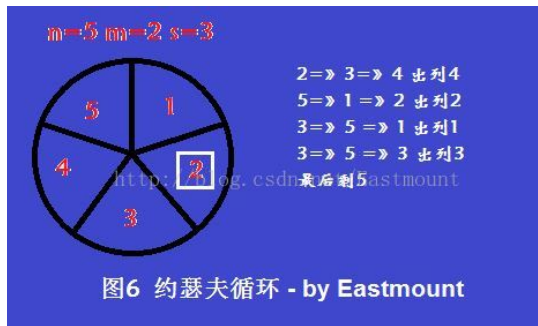 n=5 m=2 s=3
5
1
4
2
3
2=》 3=》 4 出列4
5=》 1 =》 2 出列2
3=》 5 =》 1 出列1
3=》 5 =》 3 出列3
最后剩5
http://blog.csdn.net/Eastmount
图6 约瑟夫循环 - by Eastmount